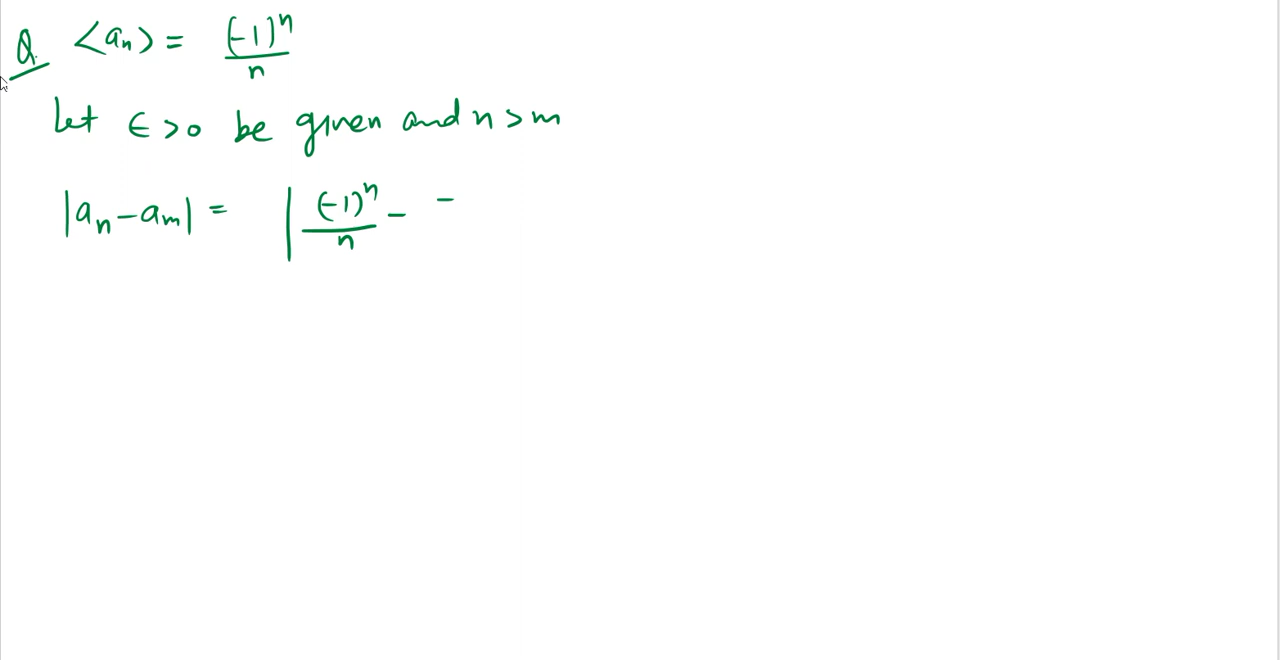 Q <an> = (-1)^n / n
Let ϵ>0 be given and n>m
|an-am| = | (-1)^n / n - -